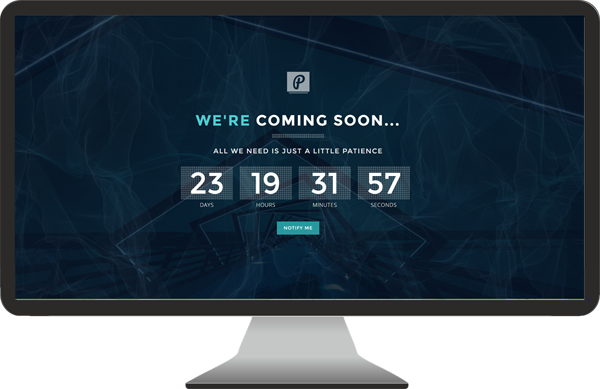 P
WE'RE COMING SOON...
ALL WE NEED IS JUST A LITTLE PATIENCE
23 19 31 57
DAYS HOURS MINUTES SECONDS
NOTIFY ME